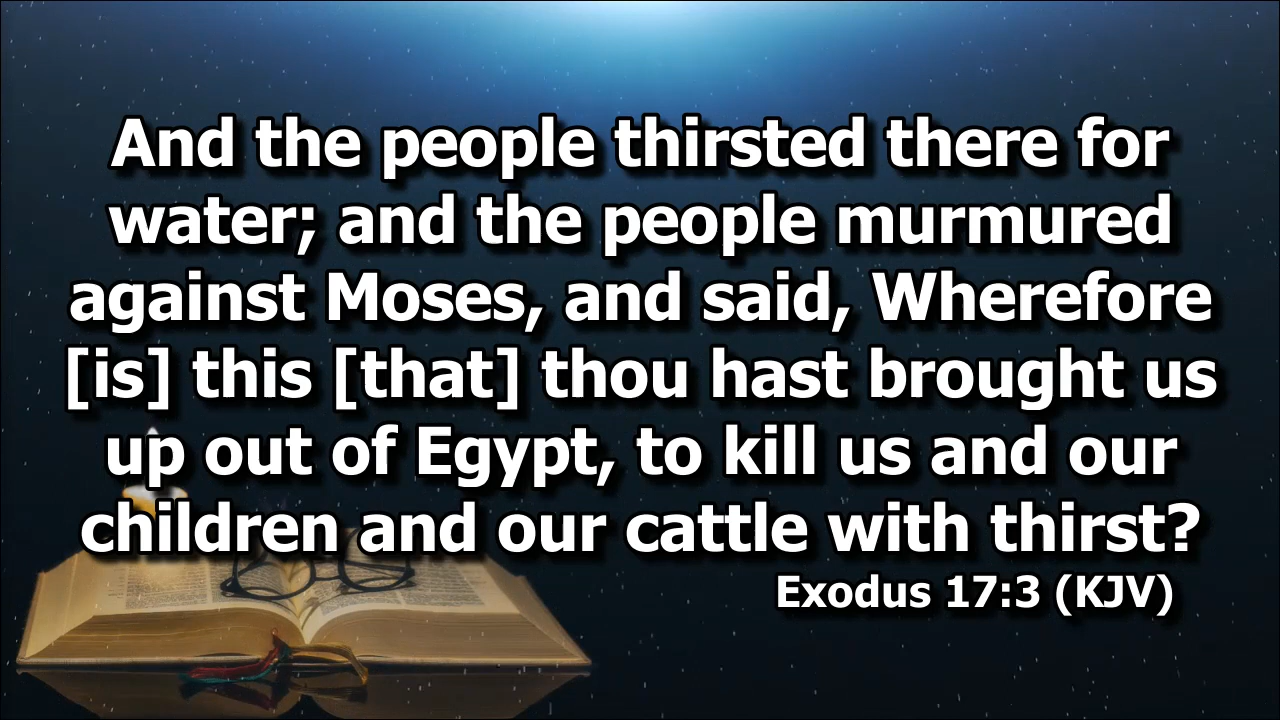 And the people thirsted there for
water; and the people murmured
against Moses, and said, Wherefore
[is] this [that] thou hast brought us
up out of Egypt, to kill us and our
children and our cattle with thirst?
Exodus 17:3 (KJV)